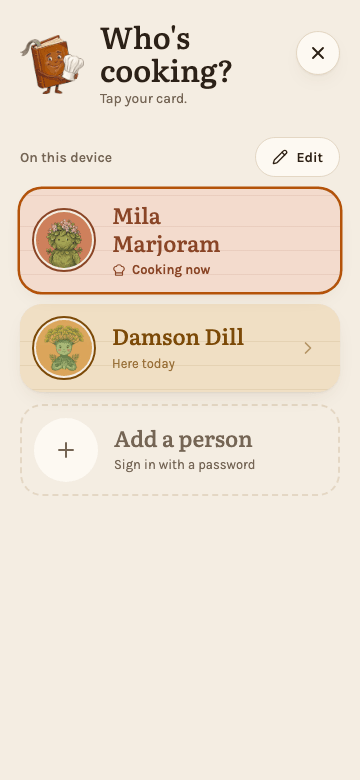 Who's
cooking?
Tap your card.
On this device
Edit
Mila
Marjoram
Cooking now
Damson Dill
Here today
Add a person
Sign in with a password